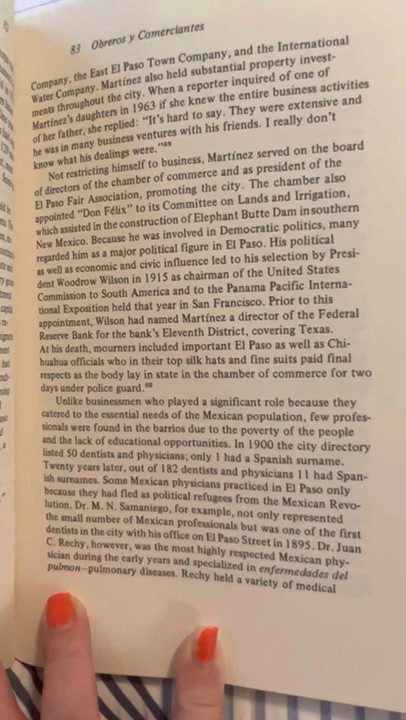 83 Obreros y Comerciantes
Company, the East El Paso Town Company, and the International
Water Company. Martínez also held substantial property invest-
ments throughout the city. When a reporter inquired of one of
Martínez's daughters in 1963 if she knew the entire business activities
of her father, she replied: "It's hard to say. They were extensive and
he was in many business ventures with his friends. I really don't
know what his dealings were."⁵⁹
Not restricting himself to business, Martínez served on the board
of directors of the chamber of commerce and as president of the
El Paso Fair Association, promoting the city. The chamber also
appointed "Don Félix" to its Committee on Lands and Irrigation,
which assisted in the construction of Elephant Butte Dam in southern
New Mexico. Because he was involved in Democratic politics, many
regarded him as a major political figure in El Paso. His political
as well as economic and civic influence led to his selection by Presi-
dent Woodrow Wilson in 1915 as chairman of the United States
Commission to South America and to the Panama Pacific Interna-
tional Exposition held that year in San Francisco. Prior to this
appointment, Wilson had named Martínez a director of the Federal
Reserve Bank for the bank's Eleventh District, covering Texas.
At his death, mourners included important El Paso as well as Chi-
huahua officials who in their top silk hats and fine suits paid final
respects as the body lay in state in the chamber of commerce for two
days under police guard.⁶⁰
Unlike businessmen who played a significant role because they
catered to the essential needs of the Mexican population, few profes-
sionals were found in the barrios due to the poverty of the people
and the lack of educational opportunities. In 1900 the city directory
listed 50 dentists and physicians; only 1 had a Spanish surname.
Twenty years later, out of 182 dentists and physicians 11 had Span-
ish surnames. Some Mexican physicians practiced in El Paso only
because they had fled as political refugees from the Mexican Revo-
lution. Dr. M. N. Samaniego, for example, not only represented
the small number of Mexican professionals but was one of the first
dentists in the city with his office on El Paso Street in 1895. Dr. Juan
C. Rechy, however, was the most highly respected Mexican phy-
sician during the early years and specialized in enfermedades del
pulmon—pulmonary diseases. Rechy held a variety of medical